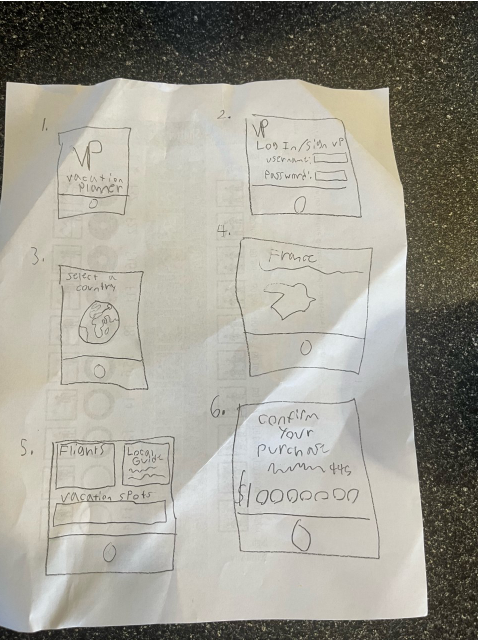 1.
VP
vacation
Planner
2.
VP
Log In/Sign up
username:
Password:
3.
Select a
country
4.
France
5.
Flights
Local
Guide
vacation spots
6.
Confirm
Your
Purchase
$10000000